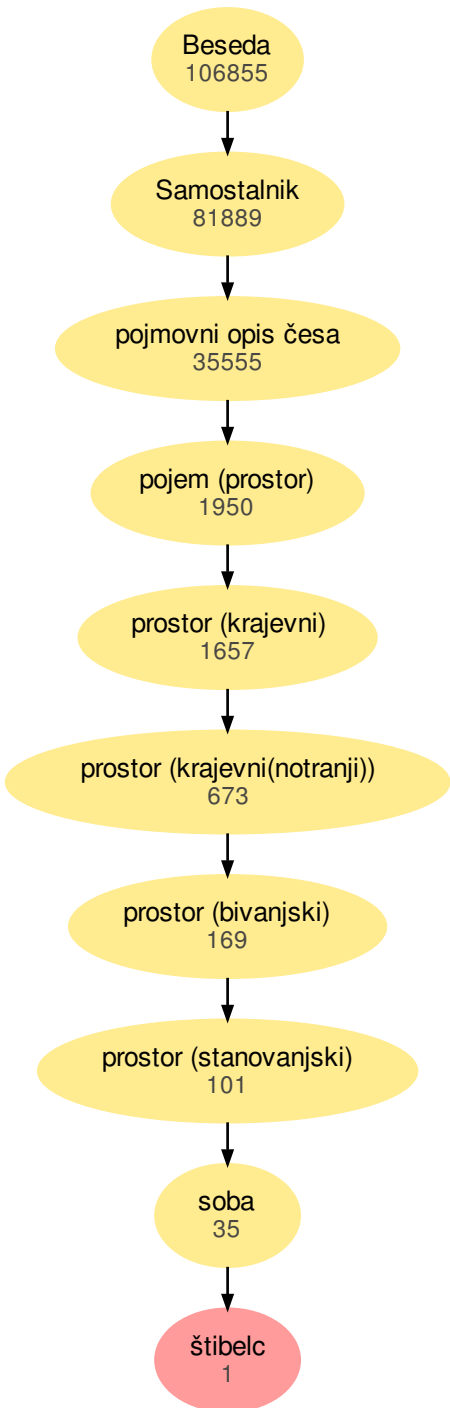 Beseda
106855
Samostalnik
81889
pojmovni opis česa
35555
pojem (prostor)
1950
prostor (krajevni)
1657
prostor (krajevni(notranji))
673
prostor (bivanjski)
169
prostor (stanovanjski)
101
soba
35
štibelc
1